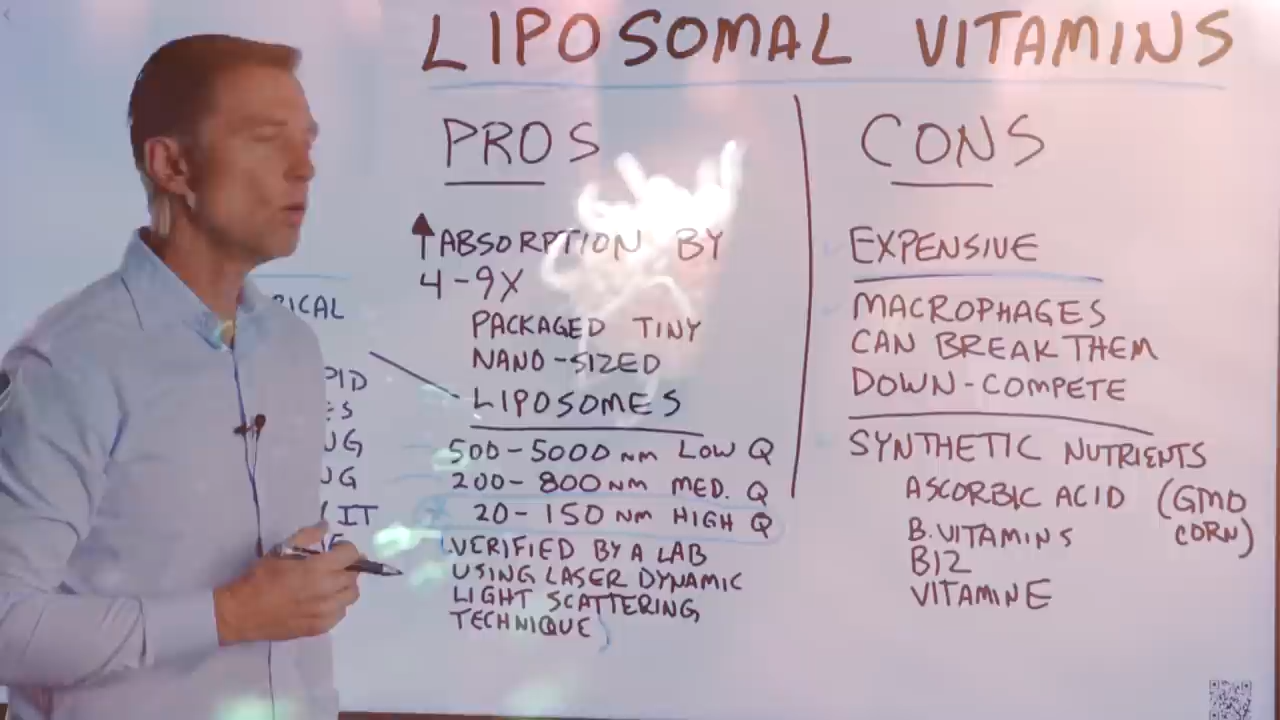 LIPOSOMAL VITAMINS
PROS
↑ABSORPTION BY
4-9X
PACKAGED TINY
NANO-SIZED
LIPOSOMES
500-5000 NM LOW Q
200-800 NM MED. Q
20-150 NM HIGH Q
VERIFIED BY A LAB
USING LASER DYNAMIC
LIGHT SCATTERING
TECHNIQUE
CONS
EXPENSIVE
MACROPHAGES
CAN BREAK THEM
DOWN-COMPETE
SYNTHETIC NUTRIENTS
ASCORBIC ACID (GMO
CORN)
B.VITAMINS
B12
VITAMINE